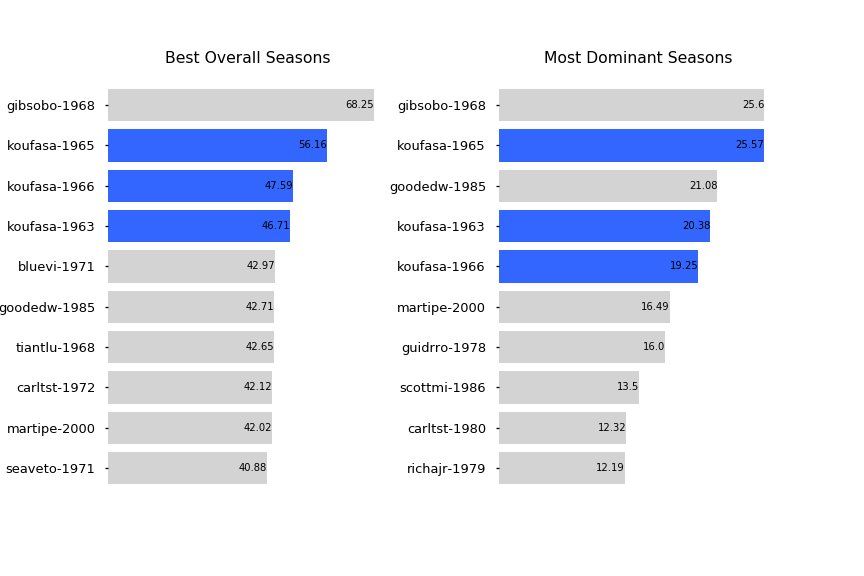 Best Overall Seasons
gibsobo-1968 68.25
koufasa-1965 56.16
koufasa-1966 47.59
koufasa-1963 46.71
bluevi-1971 42.97
goodedw-1985 42.71
tiantlu-1968 42.65
carltst-1972 42.12
martipe-2000 42.02
seaveto-1971 40.88
Most Dominant Seasons
gibsobo-1968 25.6
koufasa-1965 25.57
goodedw-1985 21.08
koufasa-1963 20.38
koufasa-1966 19.25
martipe-2000 16.49
guidrro-1978 16.0
scottmi-1986 13.5
carltst-1980 12.32
richajr-1979 12.19